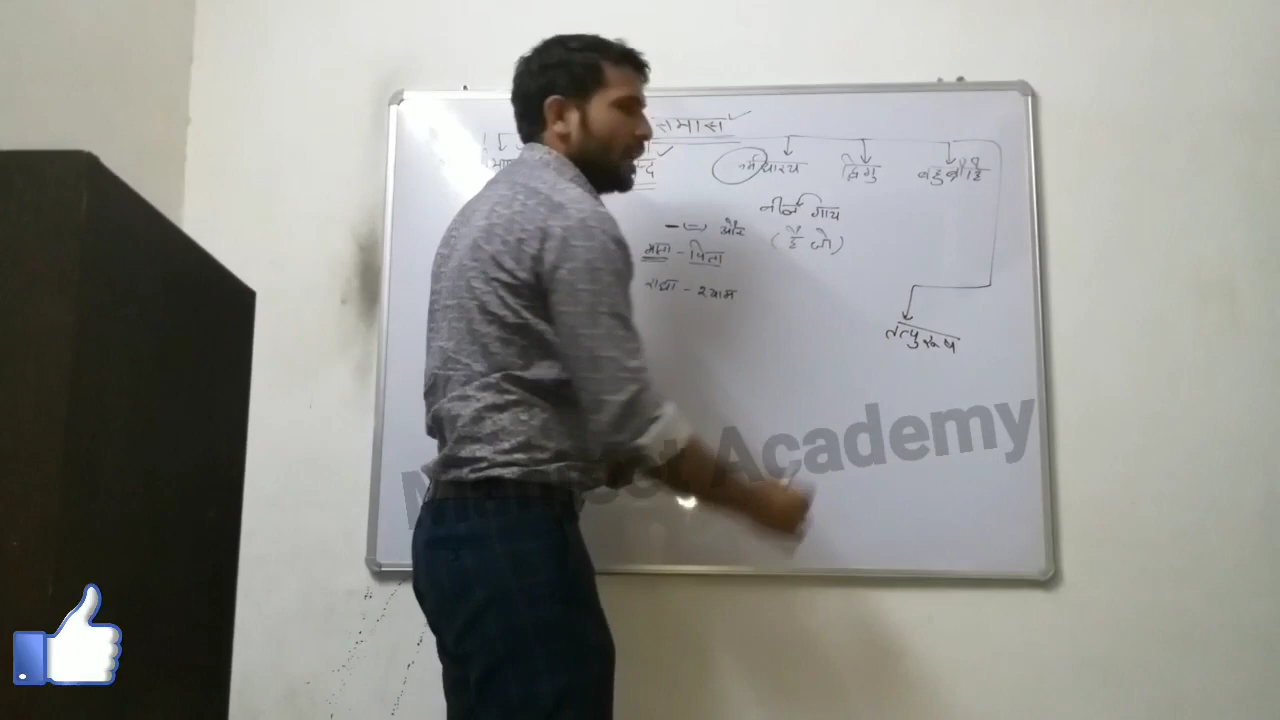 समास
कर्मधारय द्विगु बहुब्रीहि
नील गाय
और (है जो)
माता - पिता
राधा - श्याम
तत्पुरूष
Academy